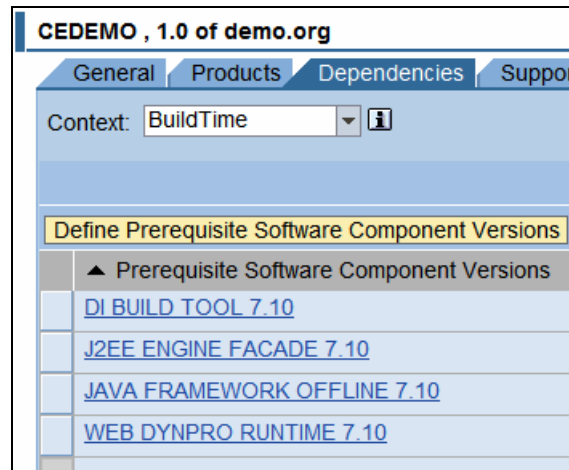 CEDEMO , 1.0 of demo.org
General Products Dependencies Suppor
Context: BuildTime
Define Prerequisite Software Component Versions
Prerequisite Software Component Versions
DI BUILD TOOL 7.10
J2EE ENGINE FACADE 7.10
JAVA FRAMEWORK OFFLINE 7.10
WEB DYNPRO RUNTIME 7.10